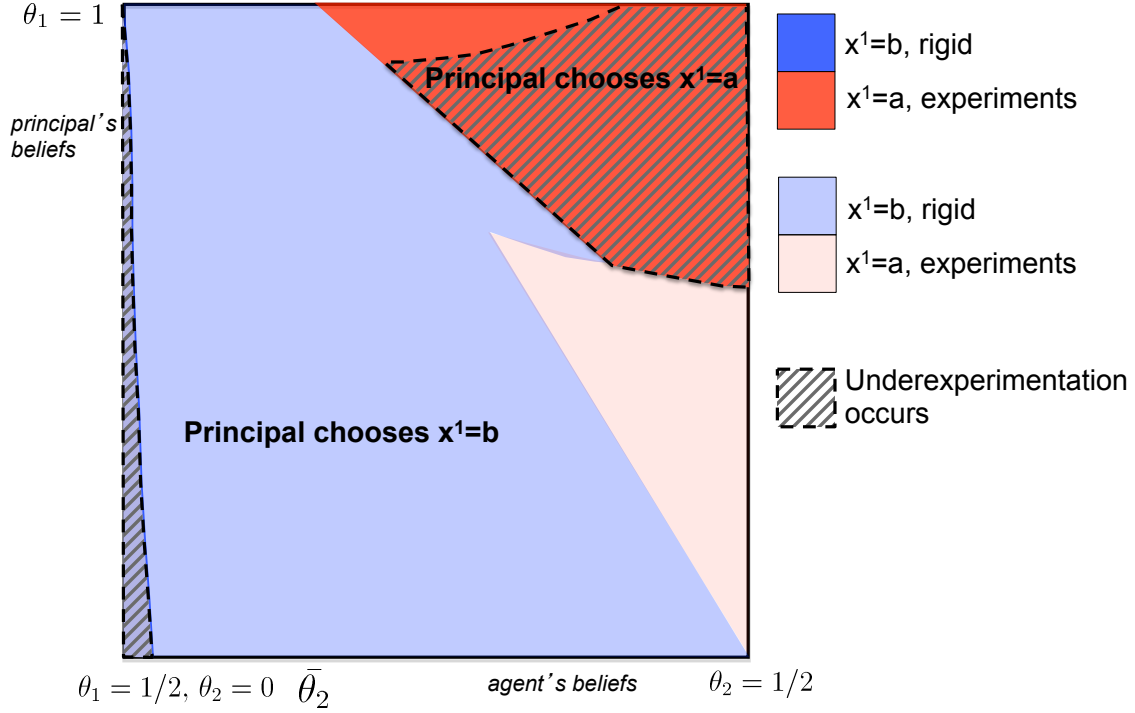 θ₁ = 1
principal's
beliefs
Principal chooses x¹=a
Principal chooses x¹=b
θ₁ = 1/2, θ₂ = 0
θ̄₂
agent's beliefs
θ₂ = 1/2
x¹=b, rigid
x¹=a, experiments
x¹=b, rigid
x¹=a, experiments
Underexperimentation
occurs